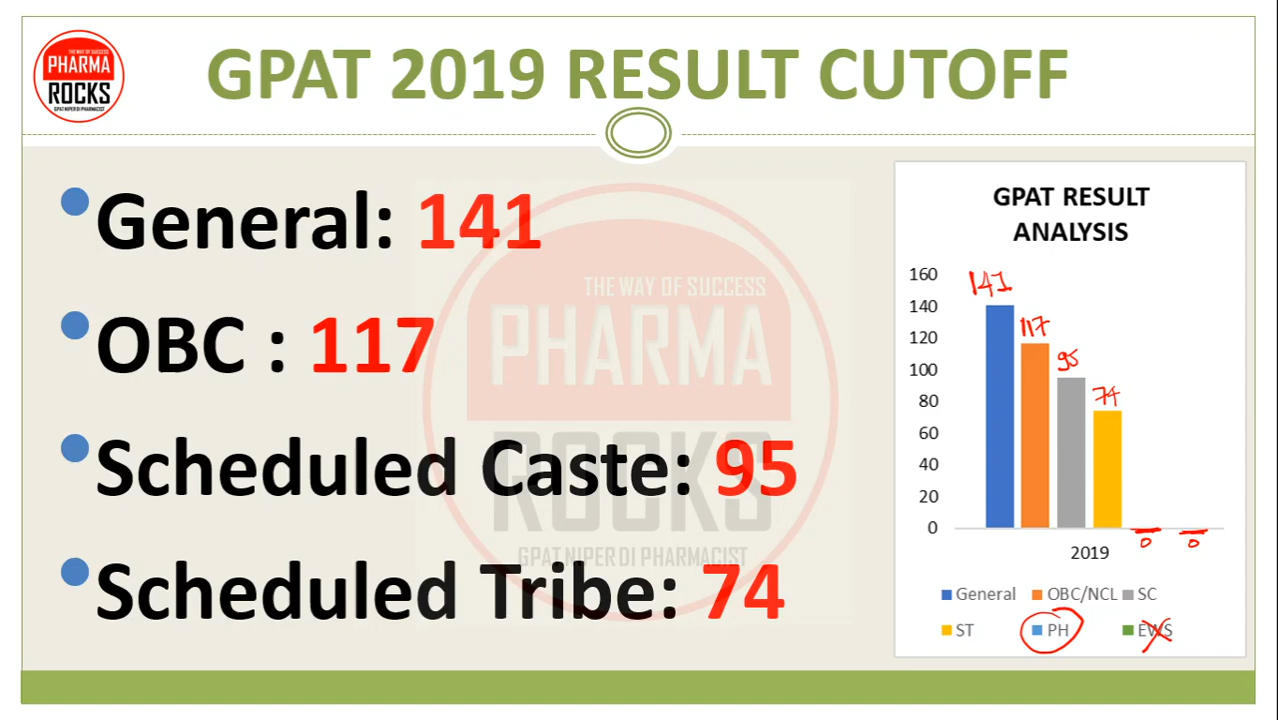 THE WAY OF SUCCESS
PHARMA
ROCKS
GPAT NIPER DI PHARMACIST
GPAT 2019 RESULT CUTOFF
General: 141
OBC : 117
Scheduled Caste: 95
Scheduled Tribe: 74
THE WAY OF SUCCESS
PHARMA
ROCKS
GPAT NIPER DI PHARMACIST
GPAT RESULT
ANALYSIS
160
140
120
100
80
60
40
20
0
141
117
95
74
0 0
2019
General OBC/NCL SC
ST PH EWS